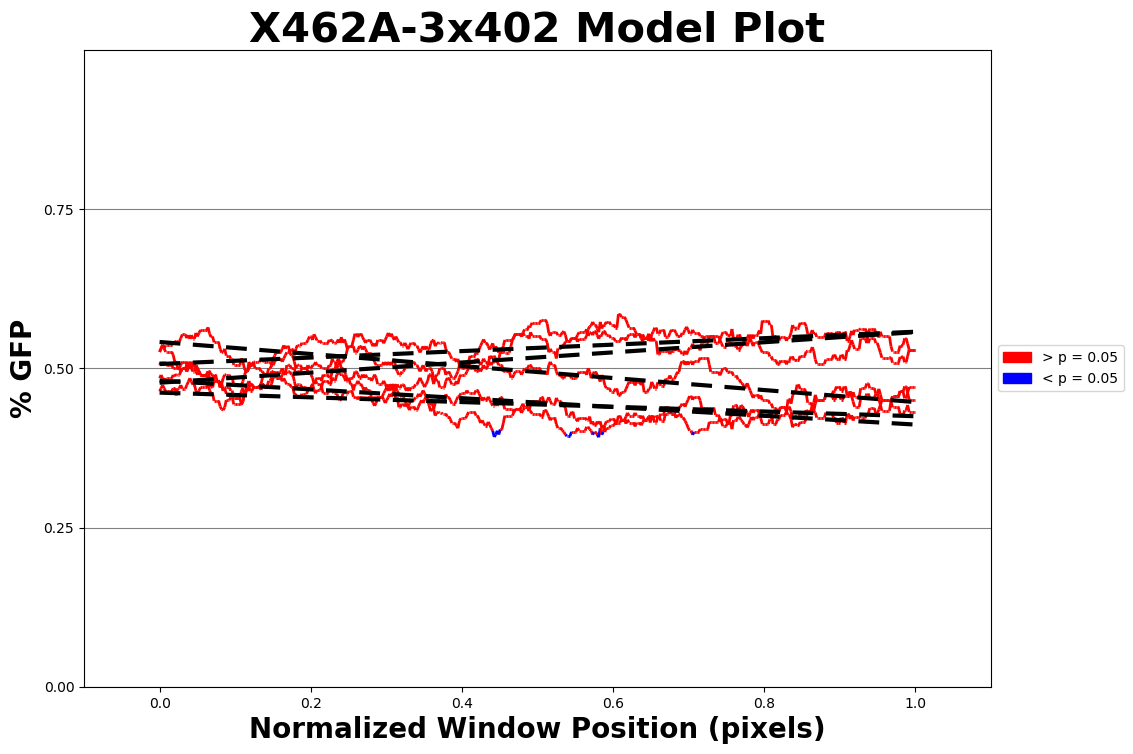 X462A-3x402 Model Plot
% GFP
0.75
0.50
0.25
0.00
0.0 0.2 0.4 0.6 0.8 1.0
Normalized Window Position (pixels)
> p = 0.05
< p = 0.05